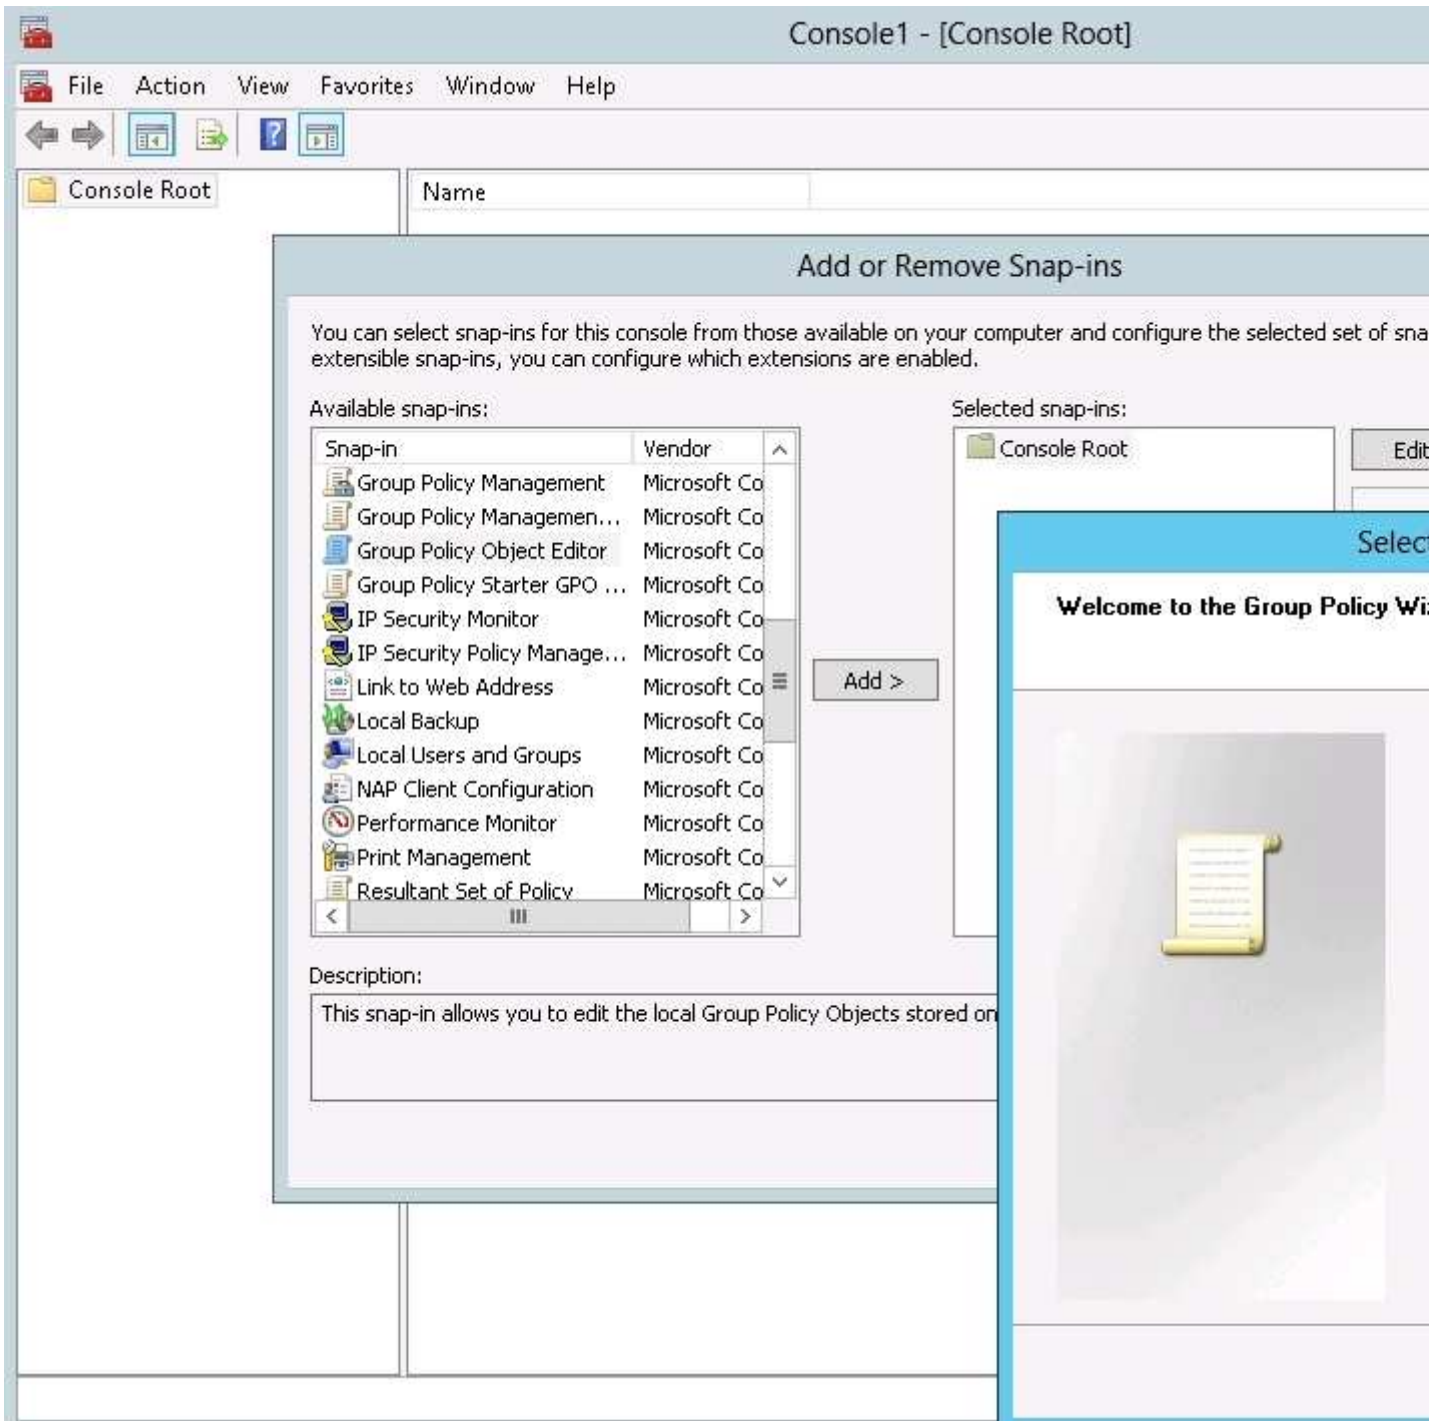 Console1 - [Console Root]
File Action View Favorites Window Help
Console Root
Name
Add or Remove Snap-ins
You can select snap-ins for this console from those available on your computer and configure the selected set of sna
extensible snap-ins, you can configure which extensions are enabled.
Available snap-ins:
Selected snap-ins:
Snap-in Vendor
Group Policy Management Microsoft Co
Group Policy Managemen... Microsoft Co
Group Policy Object Editor Microsoft Co
Group Policy Starter GPO ... Microsoft Co
IP Security Monitor Microsoft Co
IP Security Policy Manage... Microsoft Co
Link to Web Address Microsoft Co
Local Backup Microsoft Co
Local Users and Groups Microsoft Co
NAP Client Configuration Microsoft Co
Performance Monitor Microsoft Co
Print Management Microsoft Co
Resultant Set of Policy Microsoft Co
Add >
Console Root
Edit
Selec
Welcome to the Group Policy Wi
Description:
This snap-in allows you to edit the local Group Policy Objects stored on